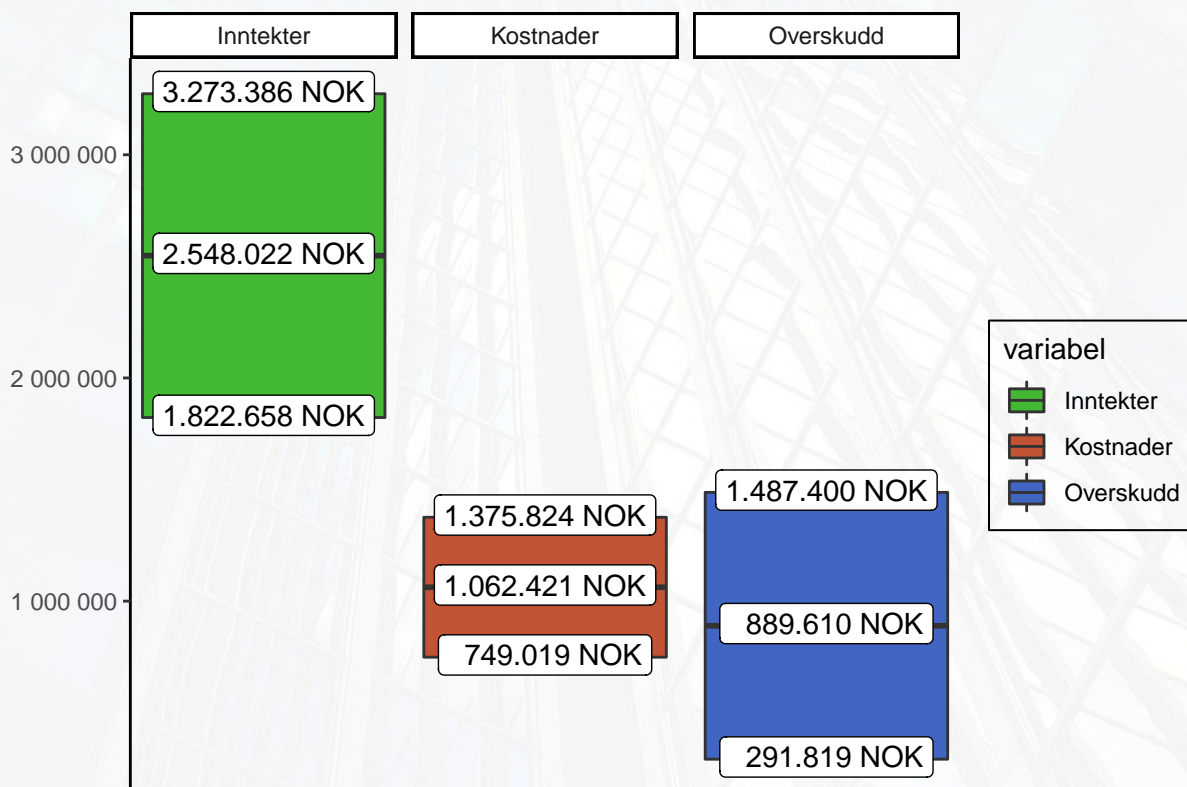 Inntekter
Kostnader
Overskudd
3.273.386 NOK
3 000 000
2.548.022 NOK
2 000 000
1.822.658 NOK
1.375.824 NOK
1.062.421 NOK
749.019 NOK
1.487.400 NOK
1 000 000
889.610 NOK
291.819 NOK
variabel
Inntekter
Kostnader
Overskudd